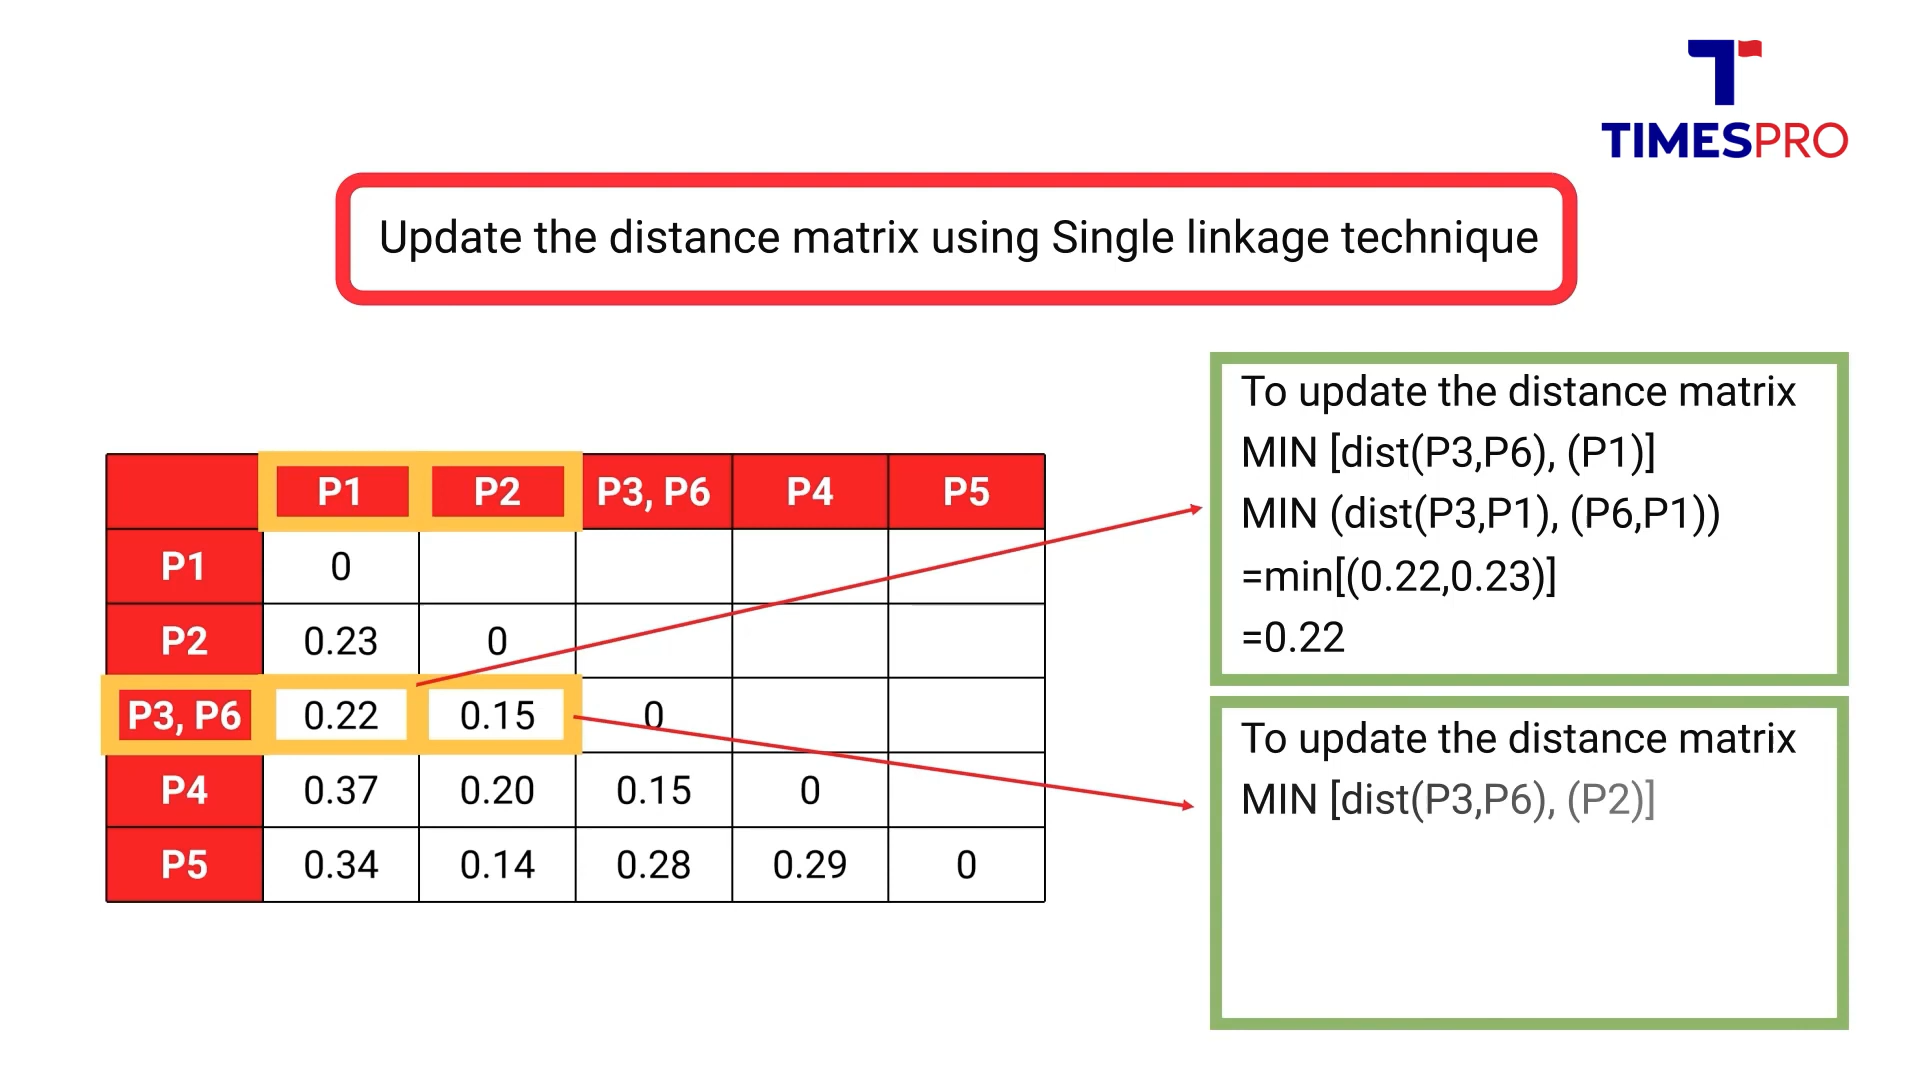 TIMESPRO
Update the distance matrix using Single linkage technique
P1 P2 P3, P6 P4 P5
P1 0
P2 0.23 0
P3, P6 0.22 0.15 0
P4 0.37 0.20 0.15 0
P5 0.34 0.14 0.28 0.29 0
To update the distance matrix
MIN [dist(P3,P6), (P1)]
MIN (dist(P3,P1), (P6,P1))
=min[(0.22,0.23)]
=0.22
To update the distance matrix
MIN [dist(P3,P6), (P2)]